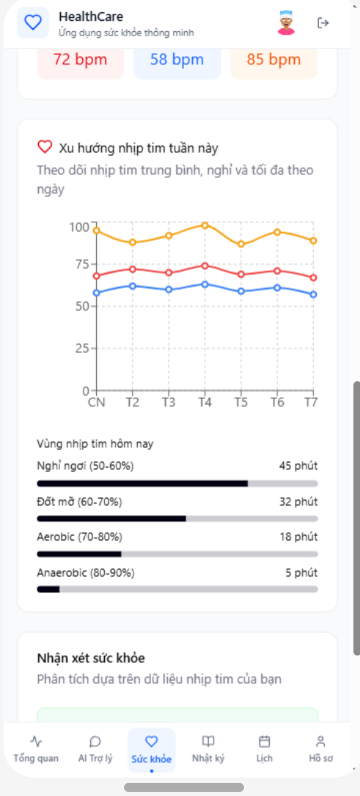 HealthCare
Ứng dụng sức khỏe thông minh
72 bpm
58 bpm
85 bpm
Xu hướng nhịp tim tuần này
Theo dõi nhịp tim trung bình, nghỉ và tối đa theo
ngày
100
75
50
25
0
CN T2 T3 T4 T5 T6 T7
Vùng nhịp tim hôm nay
Nghỉ ngơi (50-60%) 45 phút
Đốt mỡ (60-70%) 32 phút
Aerobic (70-80%) 18 phút
Anaerobic (80-90%) 5 phút
Nhận xét sức khỏe
Phân tích dựa trên dữ liệu nhịp tim của bạn
Tổng quan AI Trợ lý Sức khỏe Nhật ký Lịch Hồ sơ